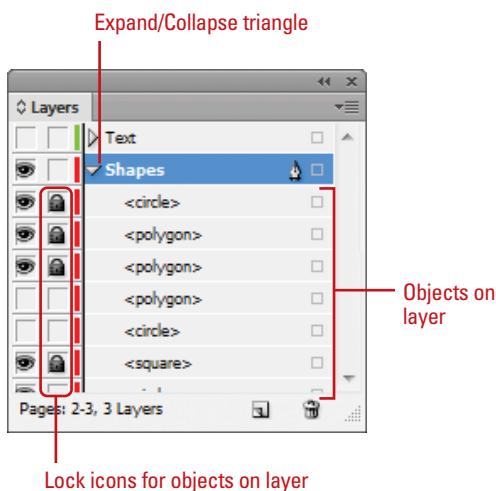 Expand/Collapse triangle
Layers
Text
Shapes
<circle>
<polygon>
<polygon>
<polygon>
<circle>
<square>
Objects on
layer
Pages: 2-3, 3 Layers
Lock icons for objects on layer